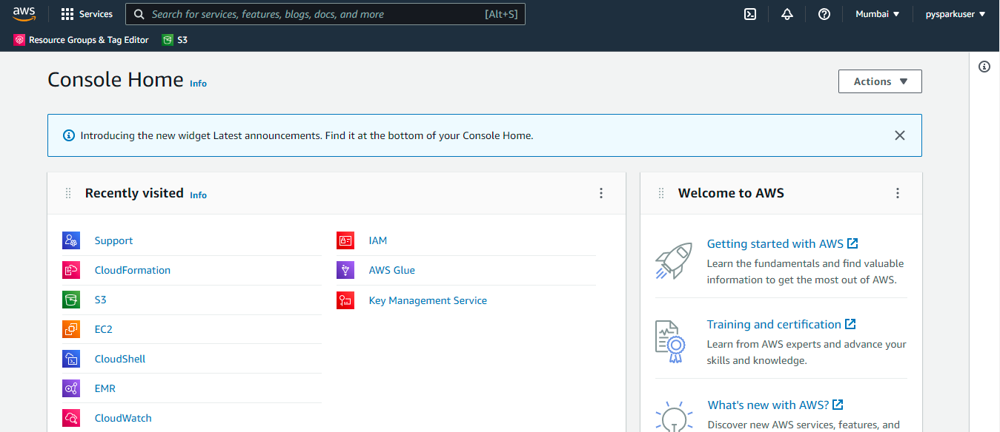 aws
Services
Search for services, features, blogs, docs, and more [Alt+S]
Mumbai
pysparkuser
Resource Groups & Tag Editor
S3
Console Home Info
Actions
Introducing the new widget Latest announcements. Find it at the bottom of your Console Home.
Recently visited Info
Support
CloudFormation
S3
EC2
CloudShell
EMR
CloudWatch
IAM
AWS Glue
Key Management Service
Welcome to AWS
Getting started with AWS
Learn the fundamentals and find valuable
information to get the most out of AWS.
Training and certification
Learn from AWS experts and advance your
skills and knowledge.
What's new with AWS?
Discover new AWS services, features, and